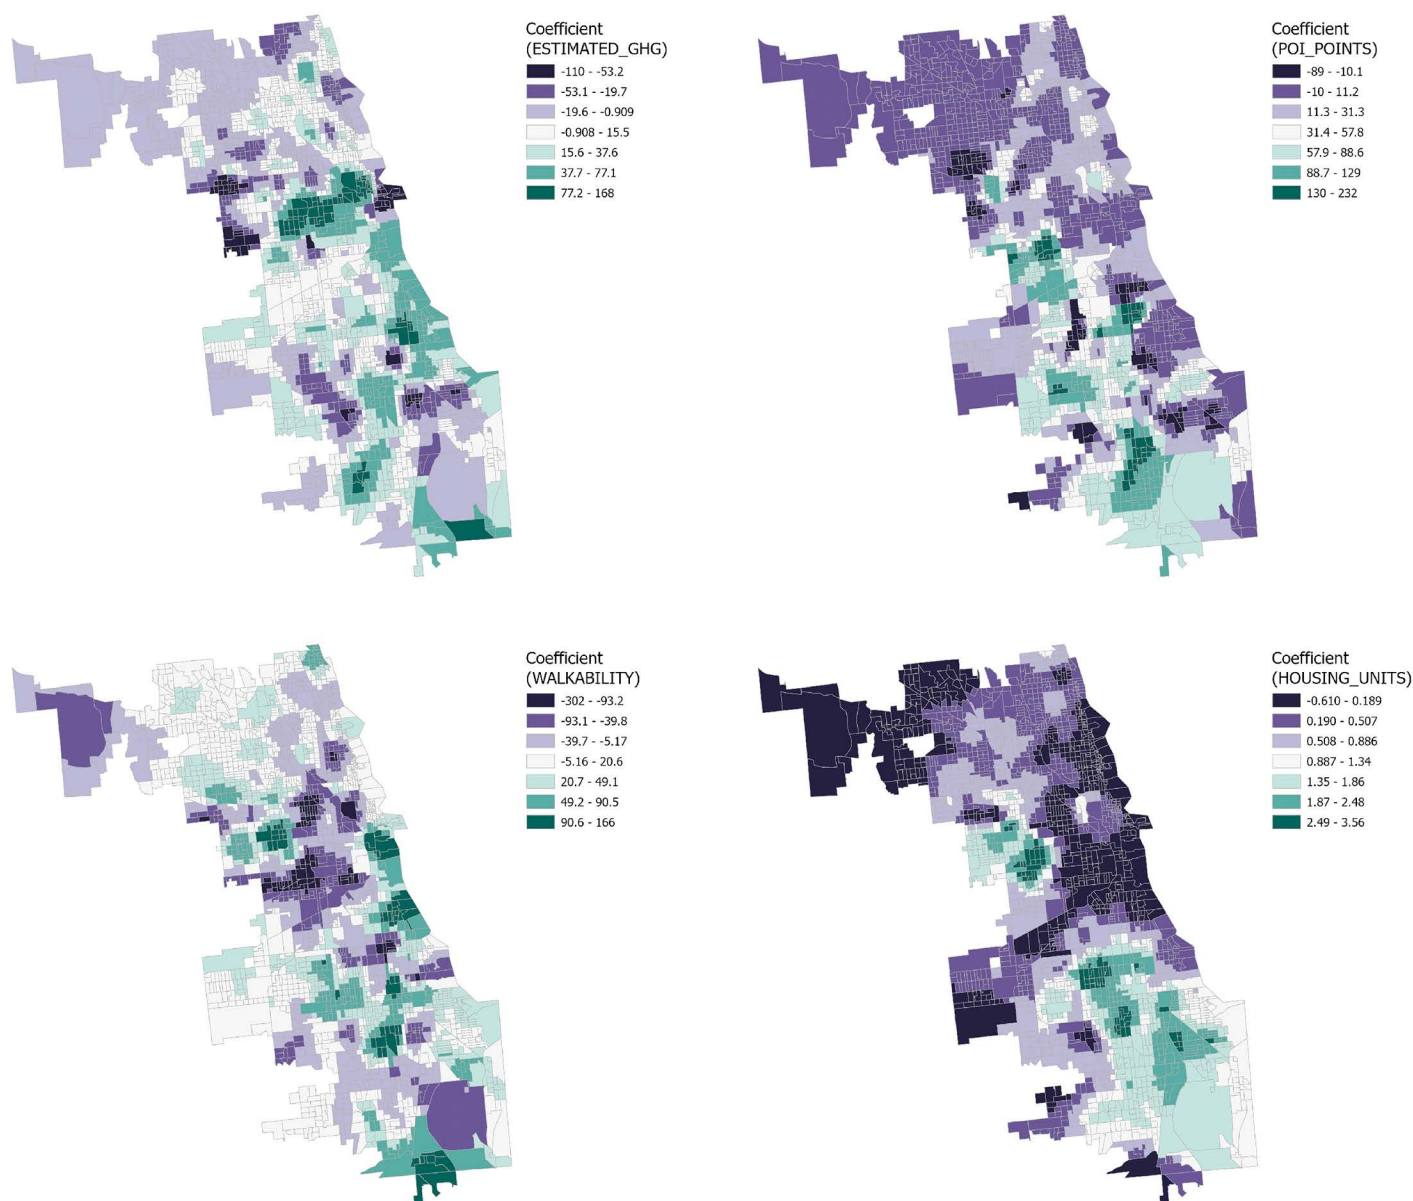 Coefficient
(ESTIMATED_GHG)
-110 - -53.2
-53.1 - -19.7
-19.6 - -0.909
-0.908 - 15.5
15.6 - 37.6
37.7 - 77.1
77.2 - 168
Coefficient
(POI_POINTS)
-89 - -10.1
-10 - 11.2
11.3 - 31.3
31.4 - 57.8
57.9 - 88.6
88.7 - 129
130 - 232
Coefficient
(WALKABILITY)
-302 - -93.2
-93.1 - -39.8
-39.7 - -5.17
-5.16 - 20.6
20.7 - 49.1
49.2 - 90.5
90.6 - 166
Coefficient
(HOUSING_UNITS)
-0.610 - 0.189
0.190 - 0.507
0.508 - 0.886
0.887 - 1.34
1.35 - 1.86
1.87 - 2.48
2.49 - 3.56